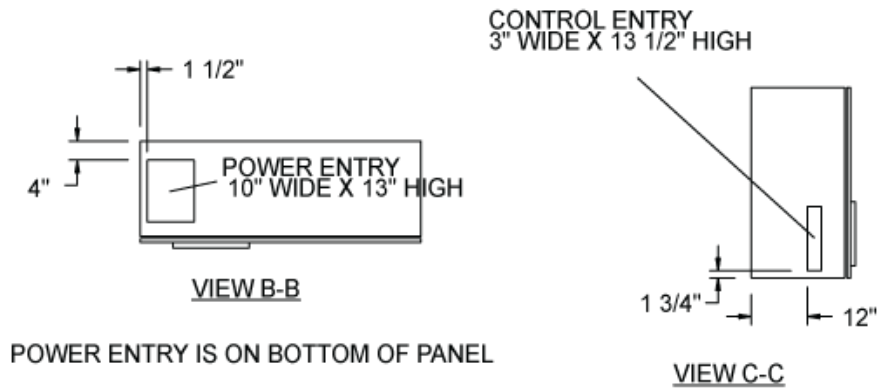 CONTROL ENTRY
3" WIDE X 13 1/2" HIGH
1 1/2"
4"
POWER ENTRY
10" WIDE X 13" HIGH
VIEW B-B
1 3/4"
12"
POWER ENTRY IS ON BOTTOM OF PANEL
VIEW C-C